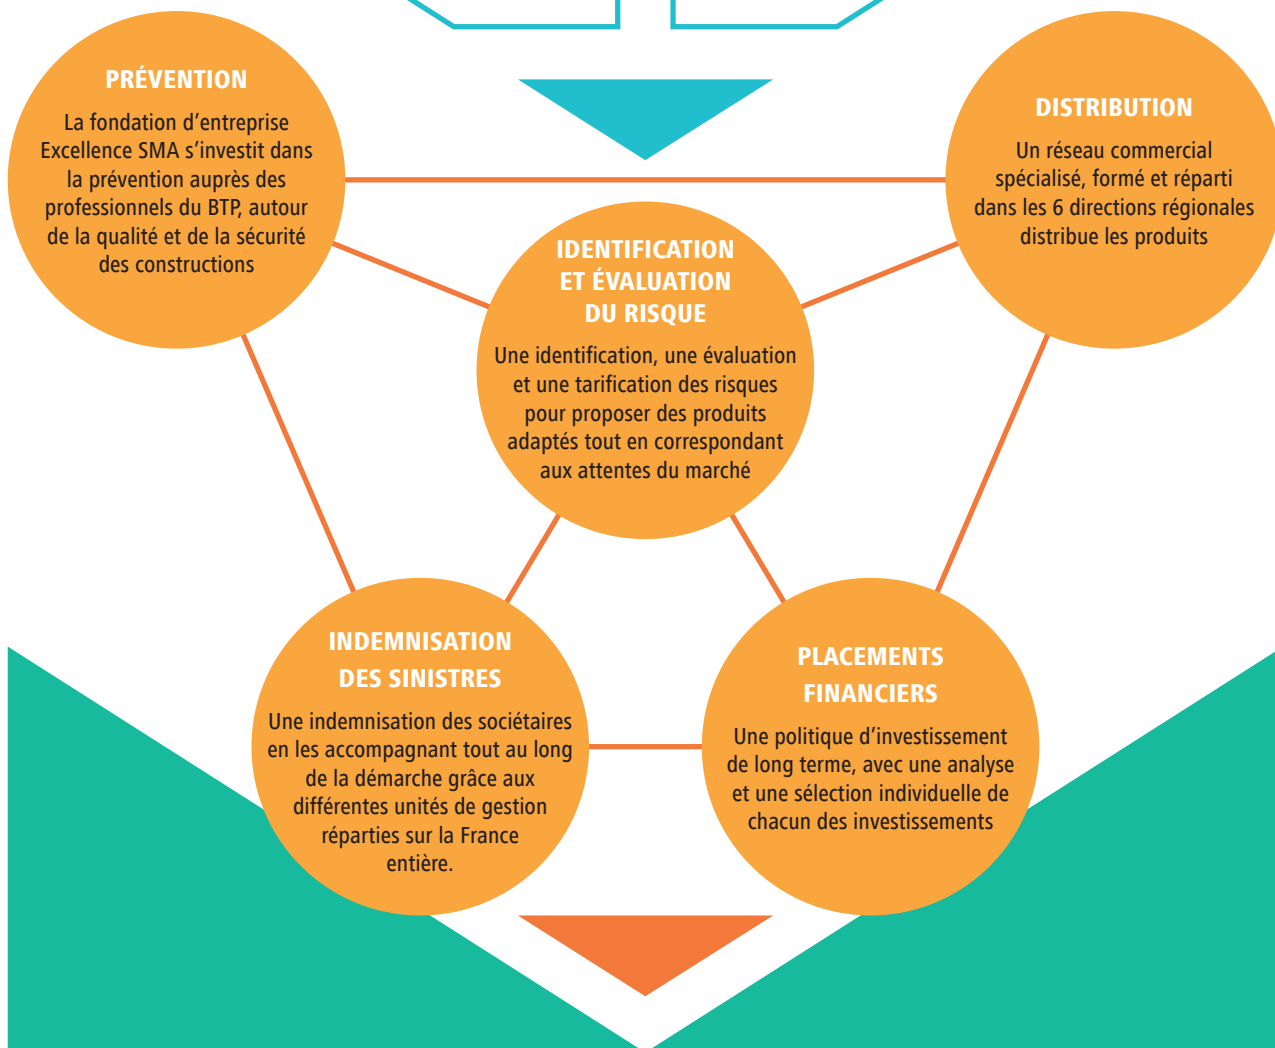 PRÉVENTION
La fondation d’entreprise
Excellence SMA s’investit dans
la prévention auprès des
professionnels du BTP, autour
de la qualité et de la sécurité
des constructions
DISTRIBUTION
Un réseau commercial
spécialisé, formé et réparti
dans les 6 directions régionales
distribue les produits
IDENTIFICATION
ET ÉVALUATION
DU RISQUE
Une identification, une évaluation
et une tarification des risques
pour proposer des produits
adaptés tout en correspondant
aux attentes du marché
INDEMNISATION
DES SINISTRES
Une indemnisation des sociétaires
en les accompagnant tout au long
de la démarche grâce aux
différentes unités de gestion
réparties sur la France
entière.
PLACEMENTS
FINANCIERS
Une politique d’investissement
de long terme, avec une analyse
et une sélection individuelle de
chacun des investissements